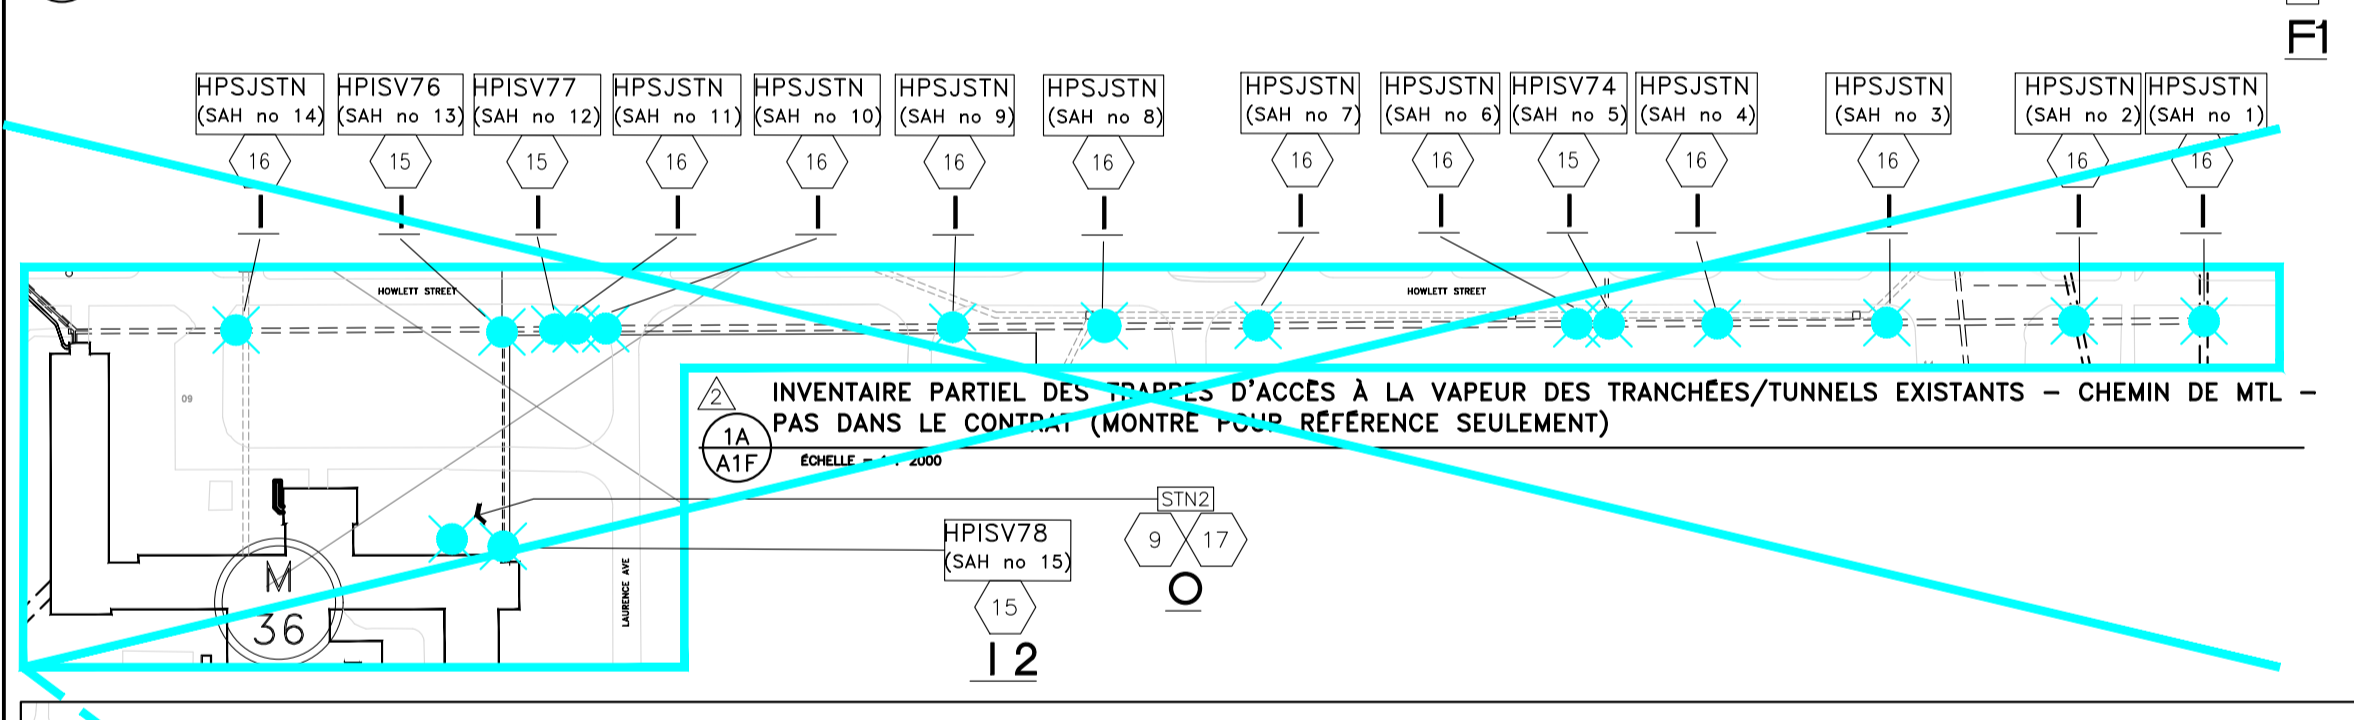 F1
HPSJSTN
(SAH no 14)
16
I
HPISV76
(SAH no 13)
15
I
HPISV77
(SAH no 12)
15
I
HPSJSTN
(SAH no 11)
16
I
HPSJSTN
(SAH no 10)
16
I
HPSJSTN
(SAH no 9)
16
I
HPSJSTN
(SAH no 8)
16
I
HPSJSTN
(SAH no 7)
16
I
HPSJSTN
(SAH no 6)
16
I
HPISV74
(SAH no 5)
15
I
HPSJSTN
(SAH no 4)
16
I
HPSJSTN
(SAH no 3)
16
I
HPSJSTN
(SAH no 2)
16
I
HPSJSTN
(SAH no 1)
16
I
HOWLETT STREET
HOWLETT STREET
09
2
INVENTAIRE PARTIEL DES TRAPPES D'ACCÈS À LA VAPEUR DES TRANCHÉES/TUNNELS EXISTANTS – CHEMIN DE MTL –
PAS DANS LE CONTRAT (MONTRÉ POUR RÉFÉRENCE SEULEMENT)
1A
A1F
ÉCHELLE – 1 : 2000
STN2
9
17
O
HPISV78
(SAH no 15)
15
I 2
LAURENCE AVE
M
36